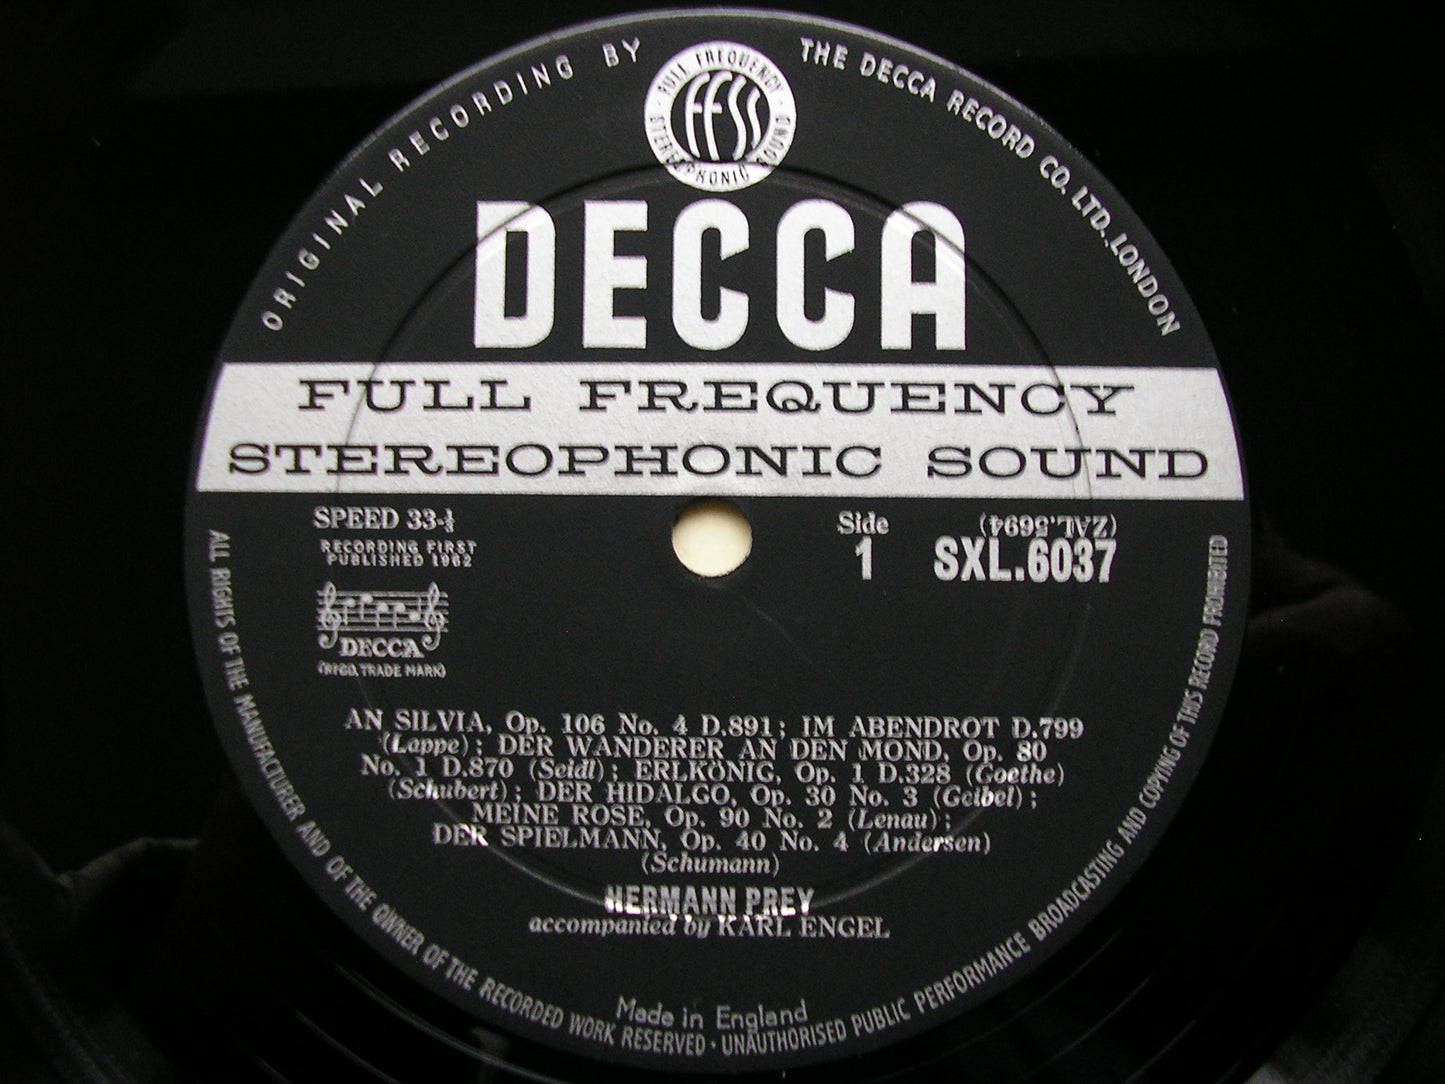 ORIGINAL RECORDING BY
THE DECCA RECORD CO. LTD. LONDON
FULL FREQUENCY
FFSS
STEREOPHONIC SOUND
DECCA
FULL FREQUENCY
STEREOPHONIC SOUND
SPEED 33-⅓
RECORDING FIRST
PUBLISHED 1962
DECCA
(REGD. TRADE MARK)
Side
1
(ZAL.5694)
SXL.6037
AN SILVIA, Op. 106 No. 4 D.891; IM ABENDROT D.799
(Lappe); DER WANDERER AN DEN MOND, Op. 80
No. 1 D.870 (Seidl); ERLKÖNIG, Op. 1 D.328 (Goethe)
(Schubert); DER HIDALGO, Op. 30 No. 3 (Geibel);
MEINE ROSE, Op. 90 No. 2 (Lenau);
DER SPIELMANN, Op. 40 No. 4 (Andersen)
(Schumann)
HERMANN PREY
accompanied by KARL ENGEL
Made in England
ALL RIGHTS OF THE MANUFACTURER AND OF THE OWNER OF THE RECORDED WORK RESERVED · UNAUTHORISED PUBLIC PERFORMANCE BROADCASTING AND COPYING OF THIS RECORD PROHIBITED